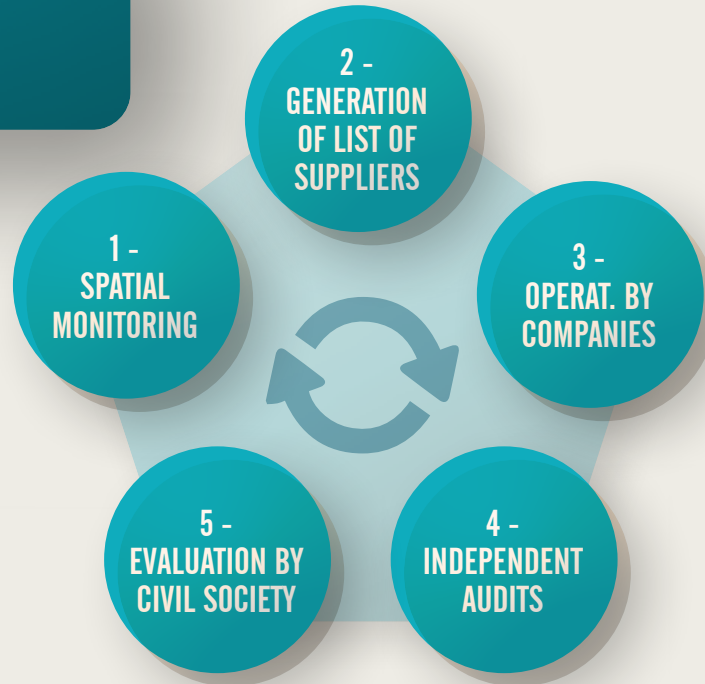 1 -
SPATIAL
MONITORING
2 -
GENERATION
OF LIST OF
SUPPLIERS
3 -
OPERAT. BY
COMPANIES
4 -
INDEPENDENT
AUDITS
5 -
EVALUATION BY
CIVIL SOCIETY